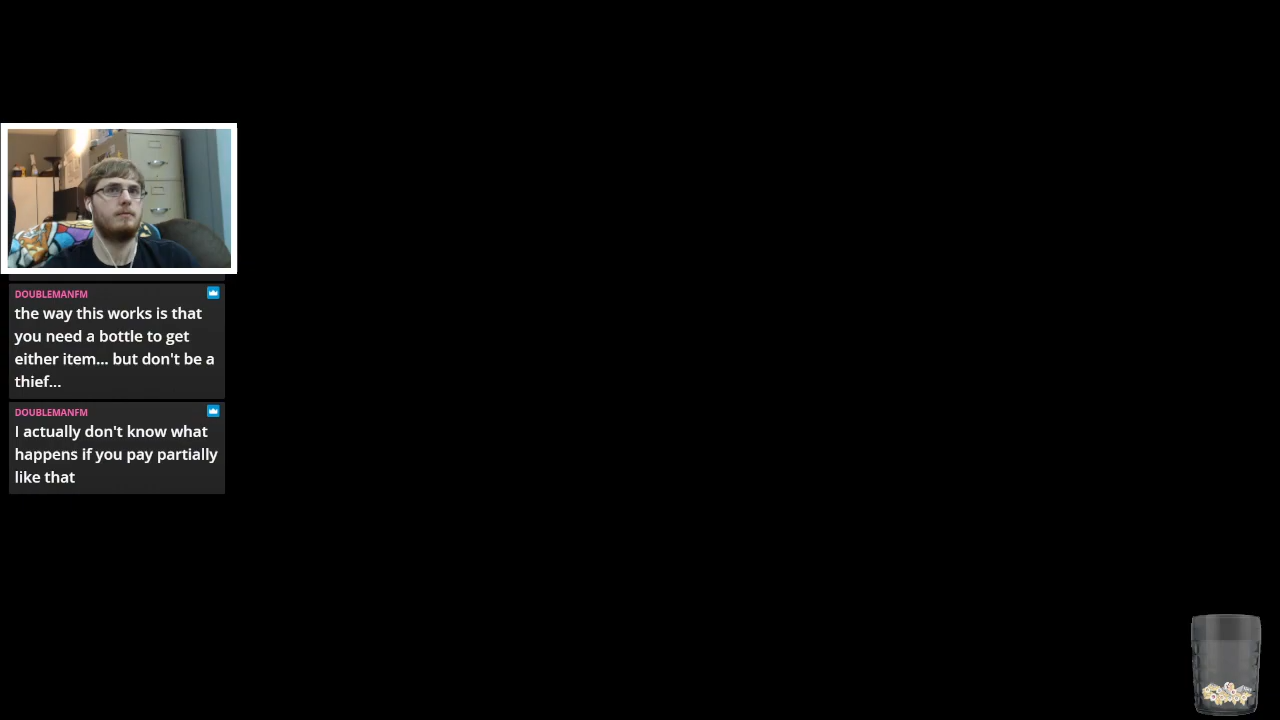 DOUBLEMANFM
the way this works is that
you need a bottle to get
either item... but don't be a
thief...
DOUBLEMANFM
I actually don't know what
happens if you pay partially
like that